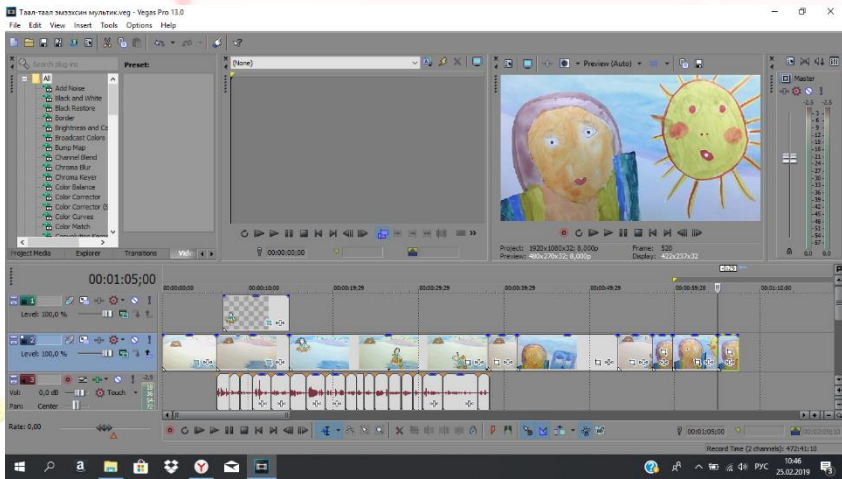 Таал-таал эмээхсин мультик.veg - Vegas Pro 13.0
File Edit View Insert Tools Options Help
Search plug-ins
Preset:
(None)
Preview (Auto)
Master
All
Add Noise
Black and White
Black Restore
Border
Brightness and Co
Broadcast Colors
Bump Map
Channel Blend
Chroma Blur
Chroma Keyer
Color Balance
Color Corrector
Color Corrector (S
Color Curves
Color Match
Project Media Explorer Transitions
00:00:00;00
Project: 1920x1080x32; 8,000p Frame: 520
Preview: 480x270x32; 8,000p Display: 422x237x32
00:01:05;00
00:00:00;00 00:00:10;00 00:00:19;29 00:00:29;29 00:00:39;29 00:00:49;29 00:00:59;28 00:01:10;00
1
Level: 100,0 %
2
Level: 100,0 %
3
Vol: 0,0 dB Touch
Pan: Center
Rate: 0,00
00:01:05;00
Record Time (2 channels): 472:41:10
РУС
10:46
25.02.2019